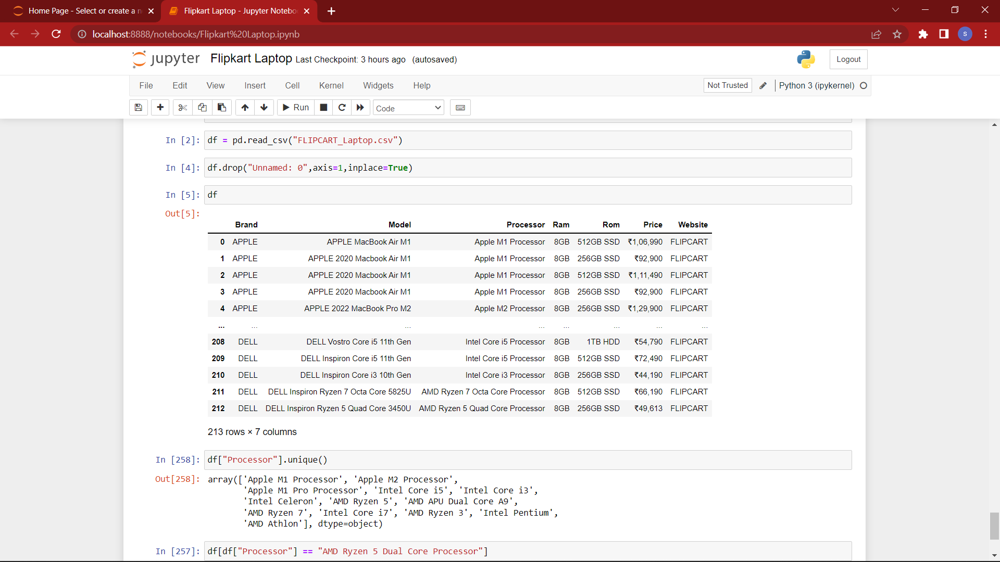 Home Page - Select or create a n
Flipkart Laptop - Jupyter Notebo
localhost:8888/notebooks/Flipkart%20Laptop.ipynb
S
jupyter Flipkart Laptop Last Checkpoint: 3 hours ago (autosaved)
Logout
File Edit View Insert Cell Kernel Widgets Help
Not Trusted
Python 3 (ipykernel)
Run
Code
In [2]: df = pd.read_csv("FLIPCART_Laptop.csv")
In [4]: df.drop("Unnamed: 0",axis=1,inplace=True)
In [5]: df
Out[5]:
Brand Model Processor Ram Rom Price Website
0 APPLE APPLE MacBook Air M1 Apple M1 Processor 8GB 512GB SSD ₹1,06,990 FLIPCART
1 APPLE APPLE 2020 Macbook Air M1 Apple M1 Processor 8GB 256GB SSD ₹92,900 FLIPCART
2 APPLE APPLE 2020 Macbook Air M1 Apple M1 Processor 8GB 512GB SSD ₹1,11,490 FLIPCART
3 APPLE APPLE 2020 Macbook Air M1 Apple M1 Processor 8GB 256GB SSD ₹92,900 FLIPCART
4 APPLE APPLE 2022 MacBook Pro M2 Apple M2 Processor 8GB 256GB SSD ₹1,29,900 FLIPCART
... ... ... ... ... ... ... ...
208 DELL DELL Vostro Core i5 11th Gen Intel Core i5 Processor 8GB 1TB HDD ₹54,790 FLIPCART
209 DELL DELL Inspiron Core i5 11th Gen Intel Core i5 Processor 8GB 512GB SSD ₹72,490 FLIPCART
210 DELL DELL Inspiron Core i3 10th Gen Intel Core i3 Processor 8GB 256GB SSD ₹44,190 FLIPCART
211 DELL DELL Inspiron Ryzen 7 Octa Core 5825U AMD Ryzen 7 Octa Core Processor 8GB 512GB SSD ₹66,190 FLIPCART
212 DELL DELL Inspiron Ryzen 5 Quad Core 3450U AMD Ryzen 5 Quad Core Processor 8GB 256GB SSD ₹49,613 FLIPCART
213 rows × 7 columns
In [258]: df["Processor"].unique()
Out[258]: array(['Apple M1 Processor', 'Apple M2 Processor',
'Apple M1 Pro Processor', 'Intel Core i5', 'Intel Core i3',
'Intel Celeron', 'AMD Ryzen 5', 'AMD APU Dual Core A9',
'AMD Ryzen 7', 'Intel Core i7', 'AMD Ryzen 3', 'Intel Pentium',
'AMD Athlon'], dtype=object)
In [257]: df[df["Processor"] == "AMD Ryzen 5 Dual Core Processor"]